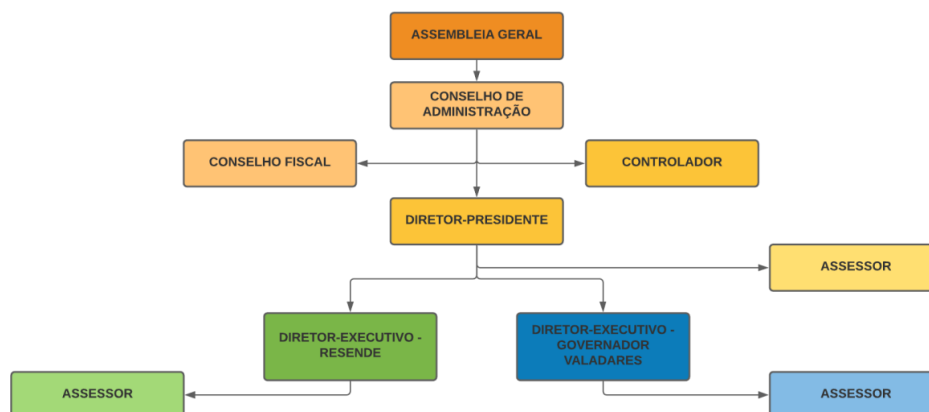 ASSEMBLEIA GERAL
CONSELHO DE
ADMINISTRAÇÃO
CONSELHO FISCAL
CONTROLADOR
DIRETOR-PRESIDENTE
ASSESSOR
DIRETOR-EXECUTIVO -
RESENDE
DIRETOR-EXECUTIVO -
GOVERNADOR
VALADARES
ASSESSOR
ASSESSOR